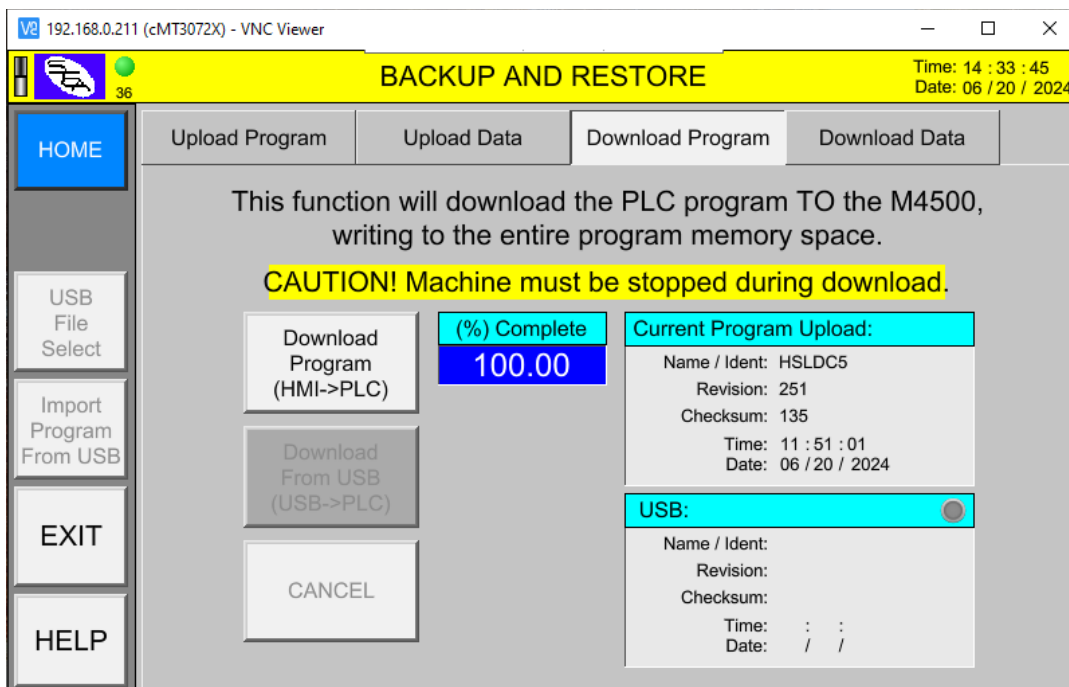 192.168.0.211 (cMT3072X) - VNC Viewer
36
BACKUP AND RESTORE
Time: 14 : 33 : 45
Date: 06 / 20 / 2024
HOME
Upload Program
Upload Data
Download Program
Download Data
This function will download the PLC program TO the M4500,
writing to the entire program memory space.
CAUTION! Machine must be stopped during download.
USB
File
Select
Import
Program
From USB
EXIT
HELP
Download
Program
(HMI->PLC)
(%) Complete
100.00
Download
From USB
(USB->PLC)
CANCEL
Current Program Upload:
Name / Ident: HSLDC5
Revision: 251
Checksum: 135
Time: 11 : 51 : 01
Date: 06 / 20 / 2024
USB:
Name / Ident:
Revision:
Checksum:
Time: : :
Date: / /